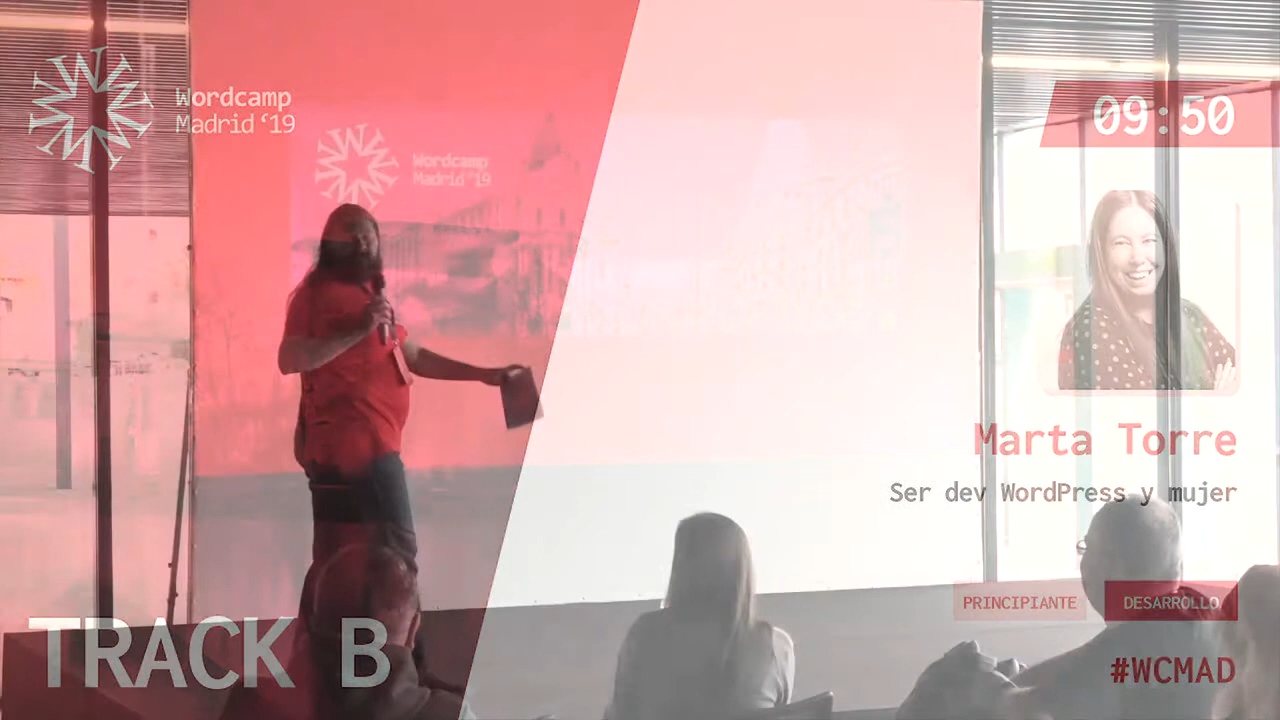 Wordcamp
Madrid ‘19
Wordcamp
Madrid ‘19
09:50
Marta Torre
Ser dev WordPress y mujer
PRINCIPIANTE
DESARROLLO
TRACK B
#WCMAD